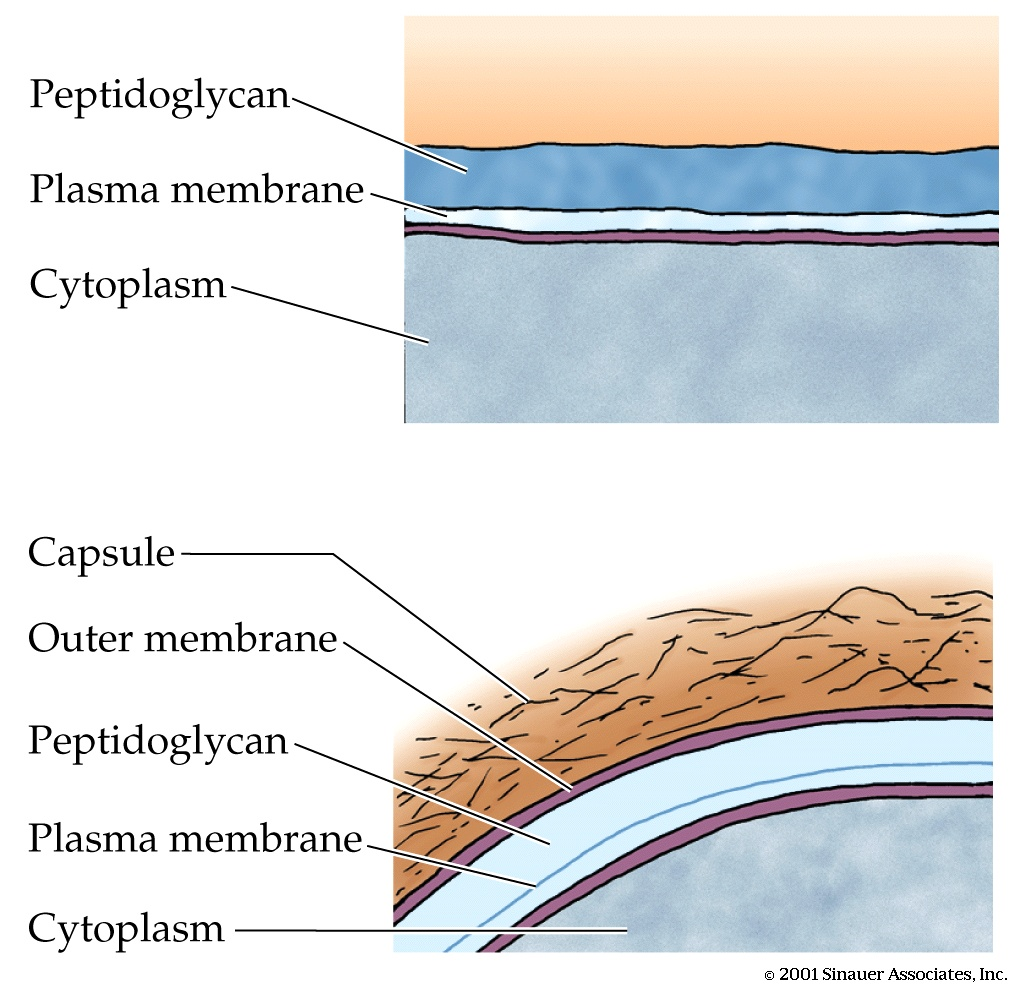 Peptidoglycan
Plasma membrane
Cytoplasm
Capsule
Outer membrane
Peptidoglycan
Plasma membrane
Cytoplasm
© 2001 Sinauer Associates, Inc.